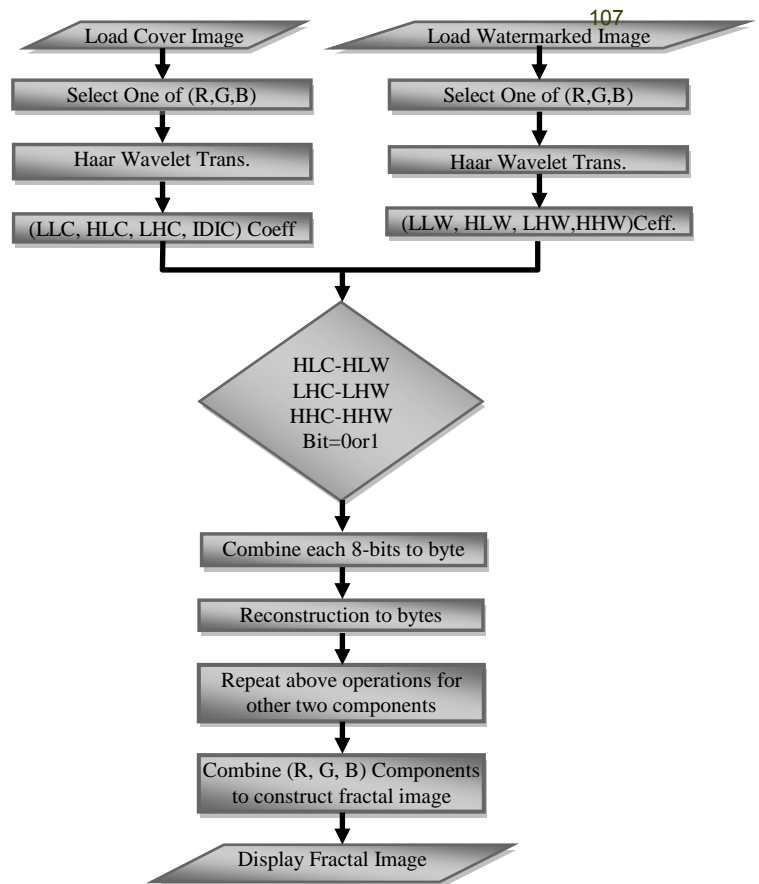 107
Load Cover Image
Load Watermarked Image
Select One of (R,G,B)
Select One of (R,G,B)
Haar Wavelet Trans.
Haar Wavelet Trans.
(LLC, HLC, LHC, IDIC) Coeff
(LLW, HLW, LHW,HHW)Ceff.
HLC-HLW
LHC-LHW
HHC-HHW
Bit=0or1
Combine each 8-bits to byte
Reconstruction to bytes
Repeat above operations for
other two components
Combine (R, G, B) Components
to construct fractal image
Display Fractal Image